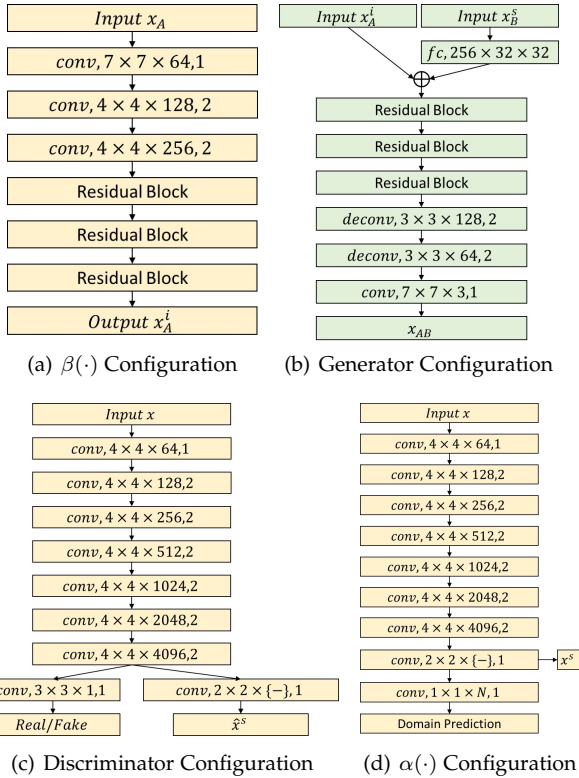 Input x_A
conv, 7 × 7 × 64,1
conv, 4 × 4 × 128, 2
conv, 4 × 4 × 256, 2
Residual Block
Residual Block
Residual Block
Output x_A^i
(a) β(·) Configuration
Input x_A^i
Input x_B^s
fc, 256 × 32 × 32
⊕
Residual Block
Residual Block
Residual Block
deconv, 3 × 3 × 128, 2
deconv, 3 × 3 × 64, 2
conv, 7 × 7 × 3,1
x_AB
(b) Generator Configuration
Input x
conv, 4 × 4 × 64,1
conv, 4 × 4 × 128,2
conv, 4 × 4 × 256,2
conv, 4 × 4 × 512,2
conv, 4 × 4 × 1024,2
conv, 4 × 4 × 2048,2
conv, 4 × 4 × 4096,2
conv, 3 × 3 × 1,1
conv, 2 × 2 × {−}, 1
Real/Fake
x̂^s
(c) Discriminator Configuration
Input x
conv, 4 × 4 × 64,1
conv, 4 × 4 × 128,2
conv, 4 × 4 × 256,2
conv, 4 × 4 × 512,2
conv, 4 × 4 × 1024,2
conv, 4 × 4 × 2048,2
conv, 4 × 4 × 4096,2
conv, 2 × 2 × {−}, 1
x^s
conv, 1 × 1 × N, 1
Domain Prediction
(d) α(·) Configuration